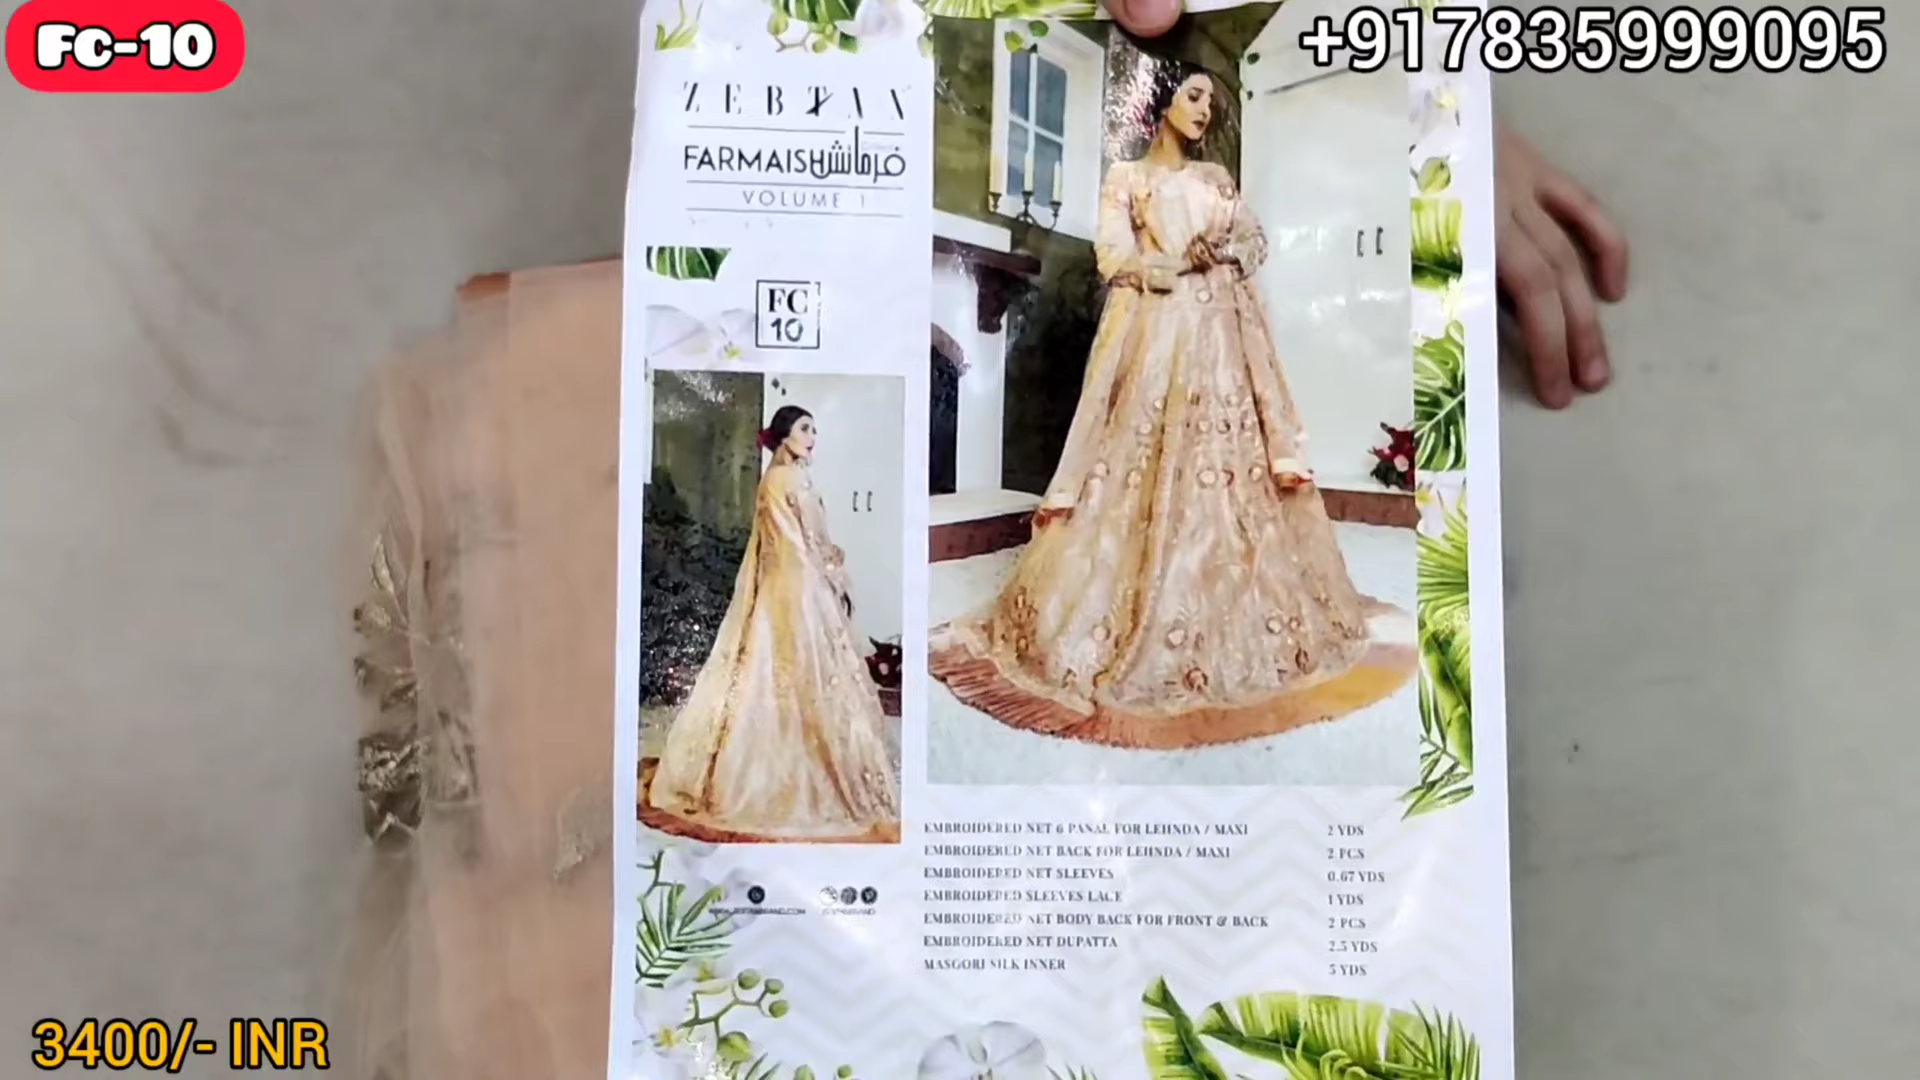 FC-10
+917835999095
ZEBTAN
FARMAISH فرمائش
VOLUME 1
FC
10
EMBROIDERED NET 6 PANAL FOR LEHNDA / MAXI 2 YDS
EMBROIDERED NET BACK FOR LEHNDA / MAXI 2 PCS
EMBROIDERED NET SLEEVES 0.67 YDS
EMBROIDERED SLEEVES LACE 1 YDS
EMBROIDERED NET BODY BACK FOR FRONT & BACK 2 PCS
EMBROIDERED NET DUPATTA 2.5 YDS
MASGORI SILK INNER 5 YDS
3400/- INR